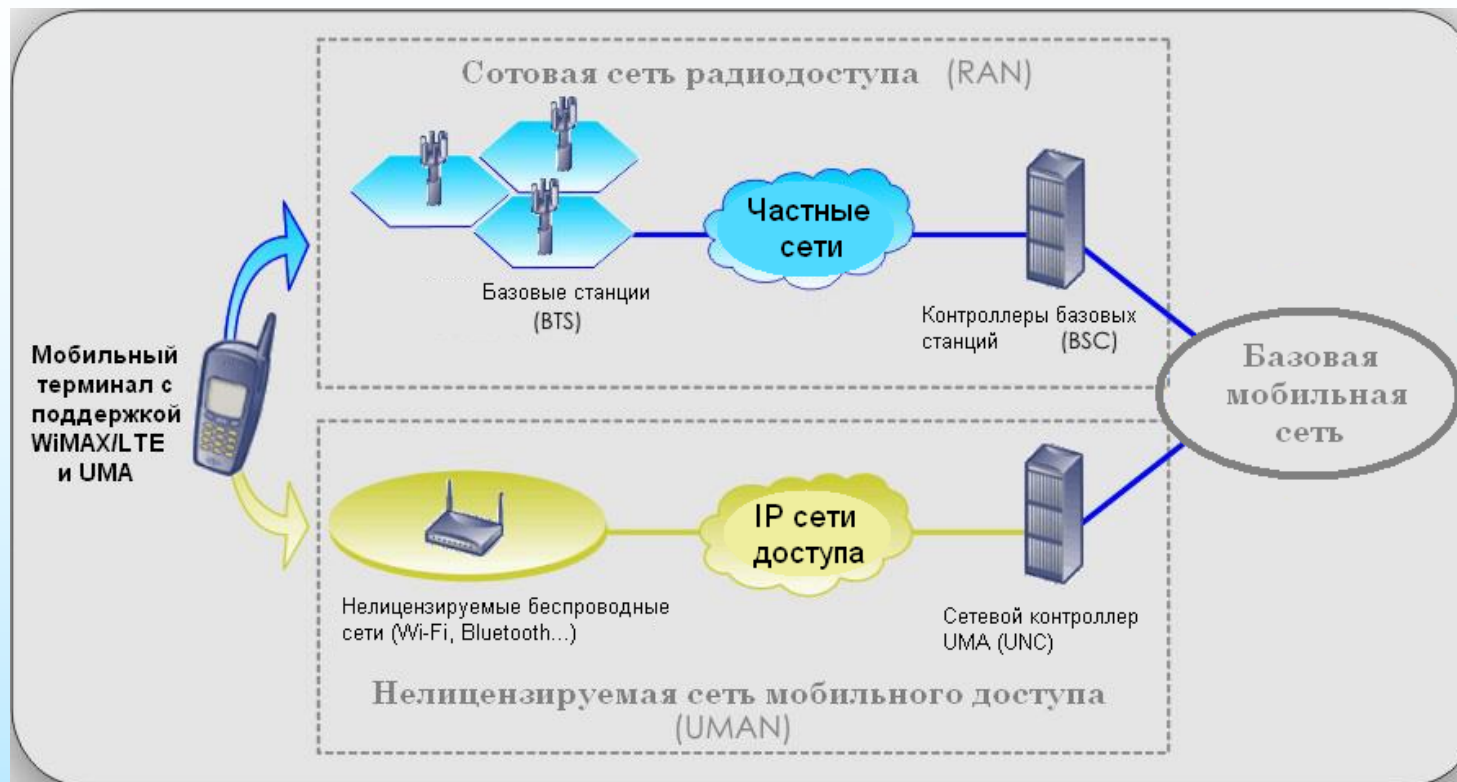 Сотовая сеть радиодоступа (RAN)
Частные
сети
Базовые станции
(BTS)
Контроллеры базовых
станций (BSC)
Мобильный
терминал с
поддержкой
WiMAX/LTE
и UMA
Базовая
мобильная
сеть
IP сети
доступа
Нелицензируемые беспроводные
сети (Wi-Fi, Bluetooth...)
Сетевой контроллер
UMA (UNC)
Нелицензируемая сеть мобильного доступа
(UMAN)